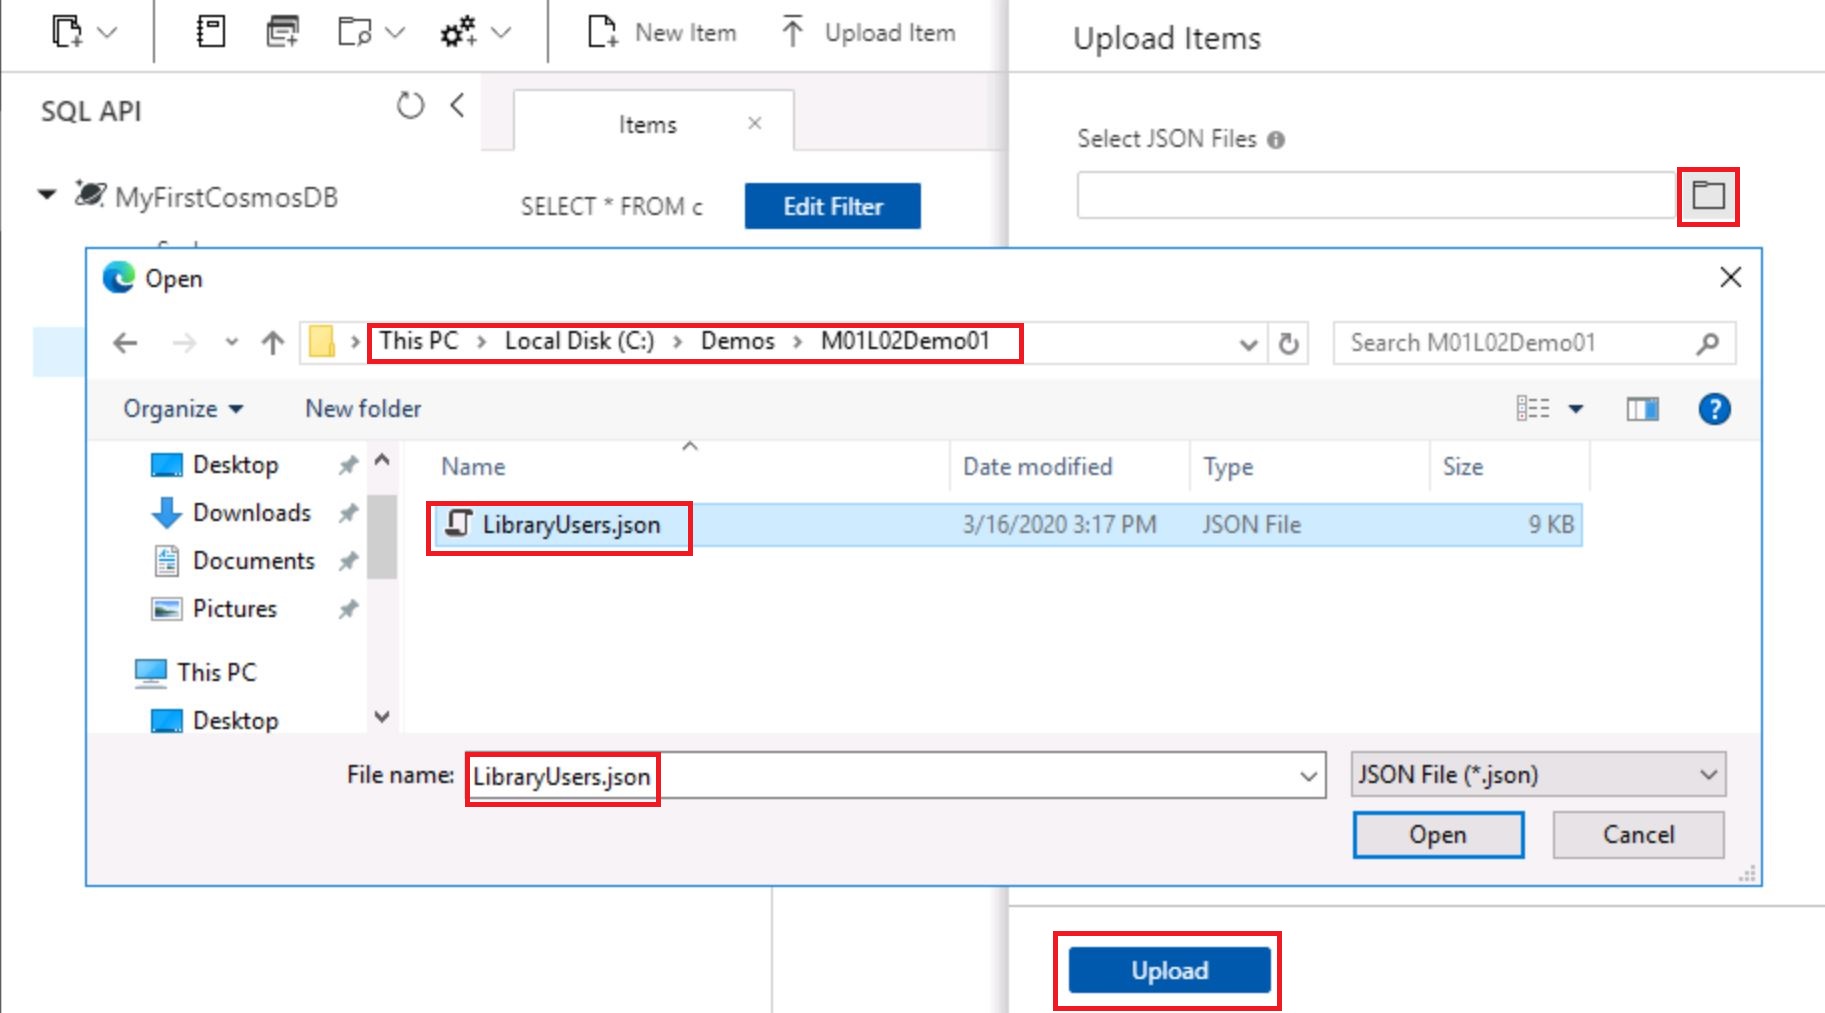 New Item
Upload Item
Upload Items
SQL API
Items
Select JSON Files
MyFirstCosmosDB
SELECT * FROM c
Edit Filter
Open
This PC > Local Disk (C:) > Demos > M01L02Demo01
Search M01L02Demo01
Organize
New folder
Name
Date modified
Type
Size
Desktop
Downloads
Documents
Pictures
This PC
Desktop
LibraryUsers.json
3/16/2020 3:17 PM
JSON File
9 KB
File name:
LibraryUsers.json
JSON File (*.json)
Open
Cancel
Upload